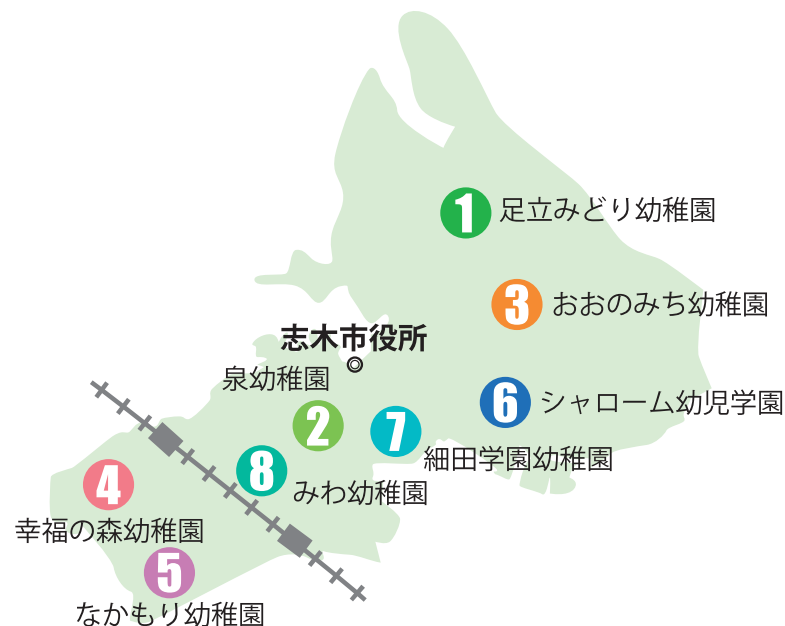 1 足立みどり幼稚園
3 おおのみち幼稚園
志木市役所
泉幼稚園
2
7
6 シャローム幼児学園
細田学園幼稚園
8
みわ幼稚園
4
幸福の森幼稚園
5
なかもり幼稚園